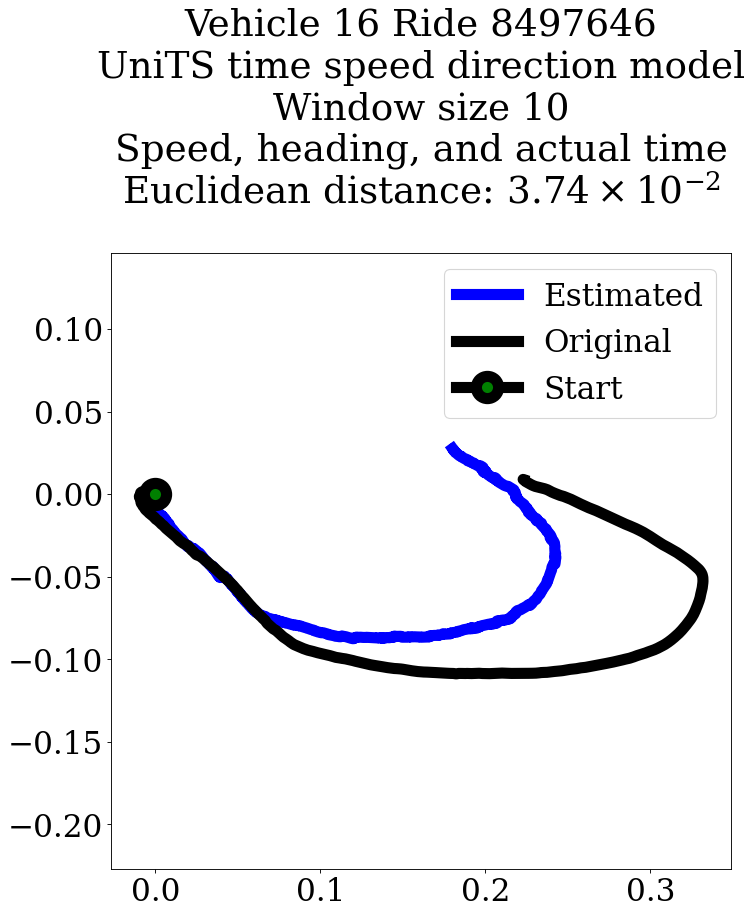 Vehicle 16 Ride 8497646
UniTS time speed direction model
Window size 10
Speed, heading, and actual time
Euclidean distance: 3.74 × 10⁻²
Estimated
Original
Start
0.10
0.05
0.00
−0.05
−0.10
−0.15
−0.20
0.0 0.1 0.2 0.3